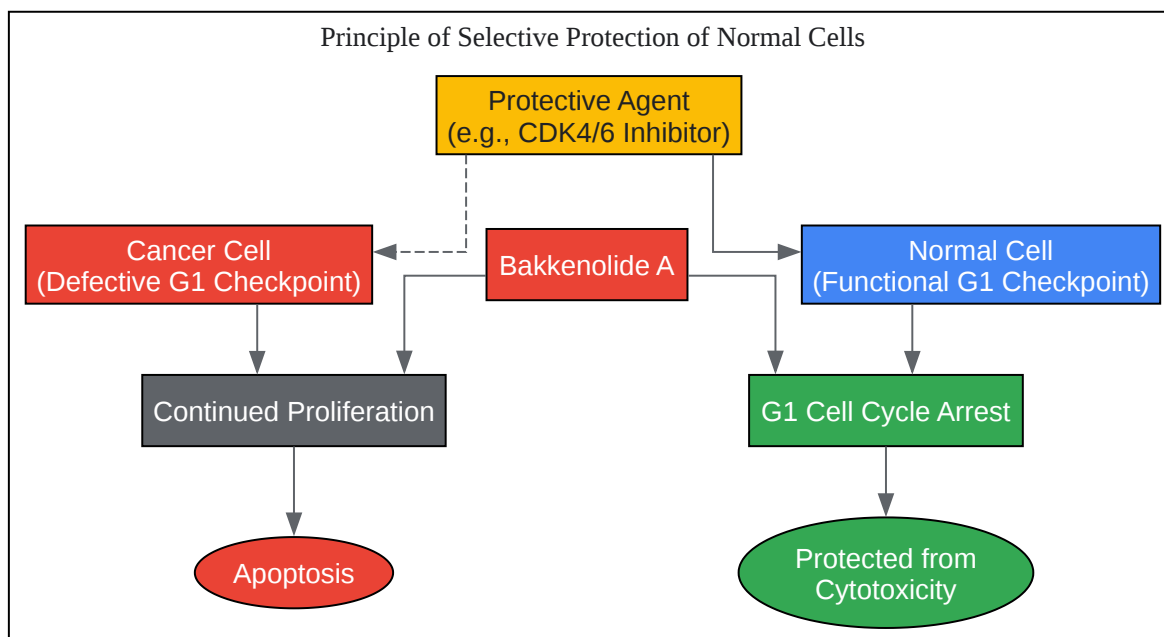 Principle of Selective Protection of Normal Cells
Protective Agent
(e.g., CDK4/6 Inhibitor)
Cancer Cell
(Defective G1 Checkpoint)
Bakkenolide A
Normal Cell
(Functional G1 Checkpoint)
Continued Proliferation
G1 Cell Cycle Arrest
Apoptosis
Protected from
Cytotoxicity